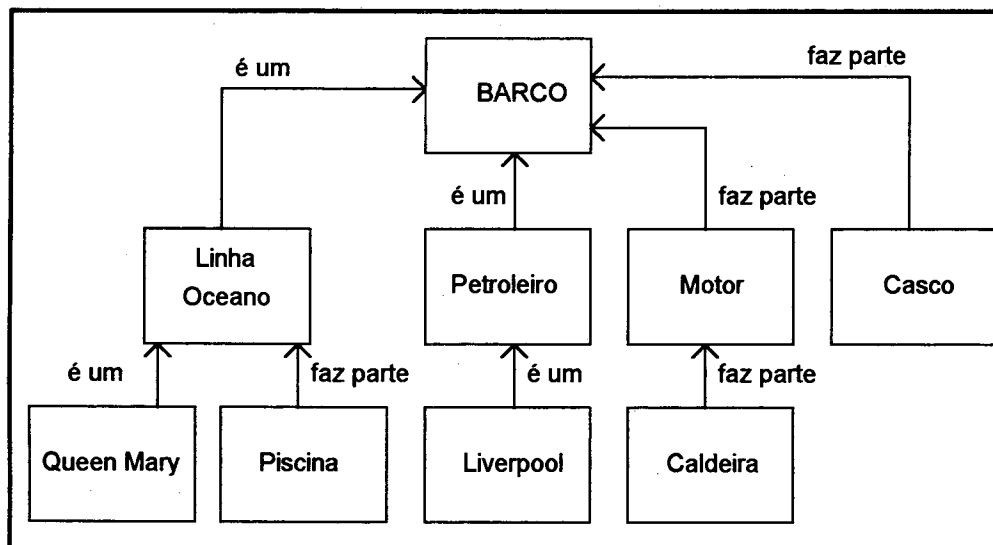 faz parte
é um
BARCO
é um
faz parte
Linha
Oceano
Petroleiro
Motor
Casco
é um
faz parte
é um
faz parte
Queen Mary
Piscina
Liverpool
Caldeira